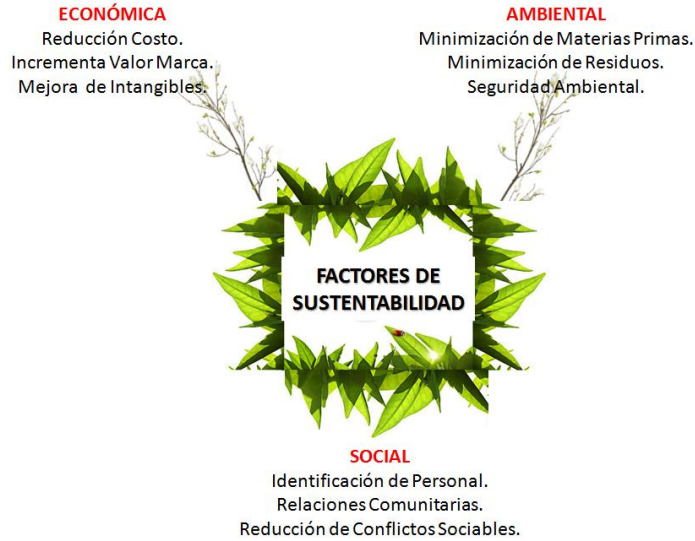 ECONÓMICA
Reducción Costo.
Incrementa Valor Marca.
Mejora de Intangibles.
AMBIENTAL
Minimización de Materias Primas.
Minimización de Residuos.
Seguridad Ambiental.
FACTORES DE
SUSTENTABILIDAD
SOCIAL
Identificación de Personal.
Relaciones Comunitarias.
Reducción de Conflictos Sociables.